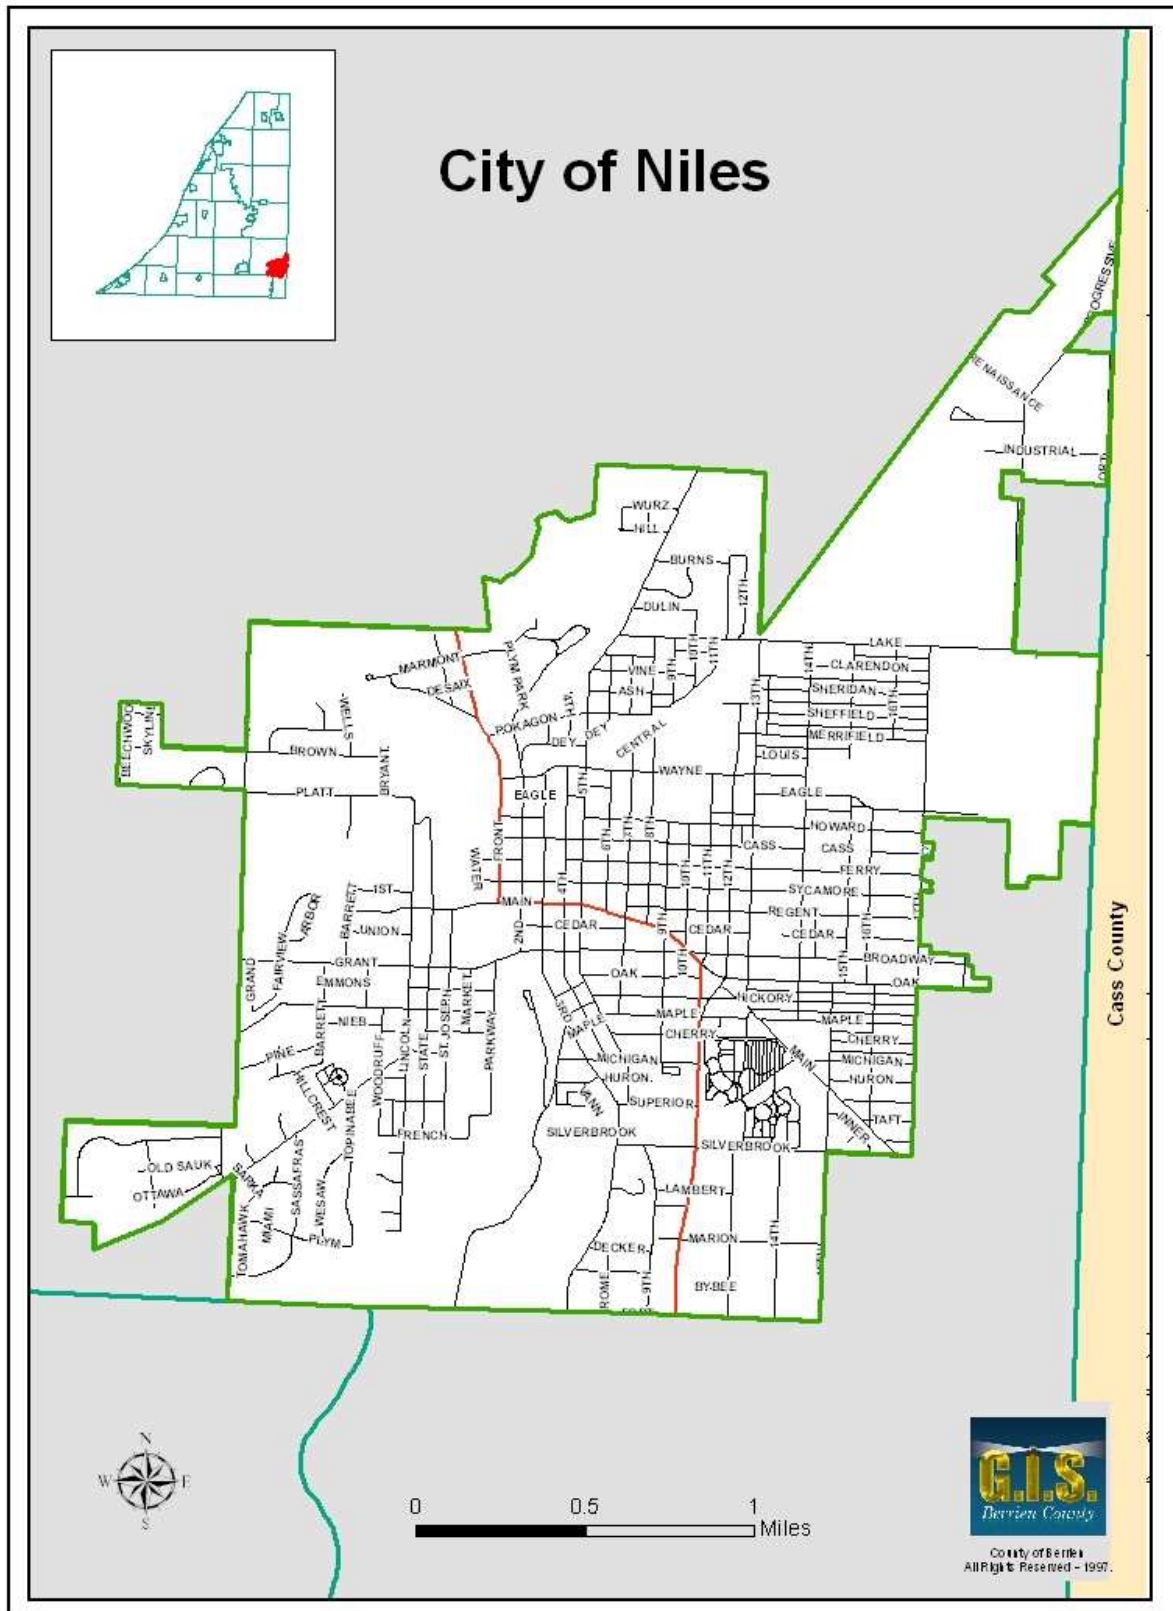 City of Niles
PROGRESSIVE
RENAISSANCE
INDUSTRIAL
WURZ
HILL
BURNS
12TH
DULIN
10TH
11TH
LAKE
MARMONT
PLYM PARK
VINE
9TH
14TH
CLARENDON
DESAIX
ASH
13TH
SHERIDAN
16TH
WELLS
4TH
SHEFFIELD
BEECHWOO
SKYLINE
POKAGON
DEY
DEY
CENTRAL
MERRIFIELD
BROWN
BRYANT
LOUIS
WAYNE
5TH
PLATT
EAGLE
EAGLE
FRONT
6TH
7TH
8TH
HOWARD
CASS
CASS
WATER
4TH
10TH
11TH
12TH
FERRY
1ST
SYCAMORE
MAIN
REGENT
17TH
ARBOR
BARRETT
UNION
2ND
CEDAR
9TH
CEDAR
CEDAR
16TH
FAIRVIEW
GRANT
BROADWAY
GRAND
EMMONS
OAK
10TH
15TH
OAK
MARKET
HICKORY
BARRETT
NIEB
LINCOLN
STATE
ST. JOSEPH
PARKWAY
3RD
MAPLE
MAPLE
MAPLE
CHERRY
CHERRY
PINE
MICHIGAN
MAIN
MICHIGAN
HILLCREST
WOODRUFF
HURON
HURON
TOPINABEE
VANN
SUPERIOR
INNER
TAFT
FRENCH
SILVERBROOK
SILVERBROOK
OLD SAUK
SARKA
SASSAFRAS
OTTAWA
WESAW
LAMBERT
TOMAHAWK
MIAMI
PLYM
DECKER
MARION
14TH
ROME
9TH
BYBEE
Cass County
N
W
E
S
0
0.5
1
Miles
G.I.S.
Berrien County
County of Berrien
All Rights Reserved - 1997.